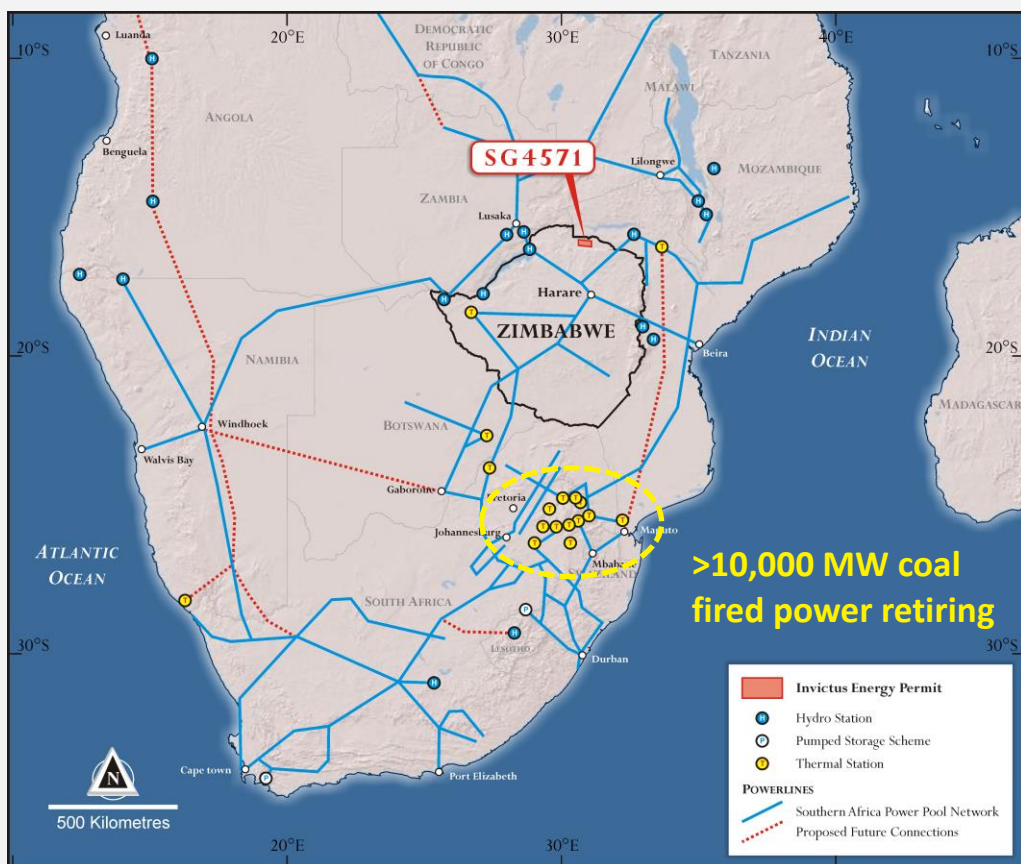 10°S
20°E
30°E
40°E
10°S
Luanda
DEMOCRATIC
REPUBLIC
OF CONGO
TANZANIA
MALAWI
ANGOLA
Benguela
SG4571
Lilongwe
MOZAMBIQUE
ZAMBIA
Lusaka
Harare
ZIMBABWE
INDIAN
OCEAN
20°S
NAMIBIA
Beira
20°S
MADAGASCAR
BOTSWANA
Windhoek
Walvis Bay
Gaborone
Pretoria
Johannesburg
Maputo
Mbabane
SWAZILAND
ATLANTIC
OCEAN
>10,000 MW coal
fired power retiring
SOUTH AFRICA
LESOTHO
30°S
Durban
30°S
Cape town
Port Elizabeth
N
500 Kilometres
20°E
30°E
Invictus Energy Permit
H Hydro Station
P Pumped Storage Scheme
T Thermal Station
POWERLINES
Southern Africa Power Pool Network
Proposed Future Connections